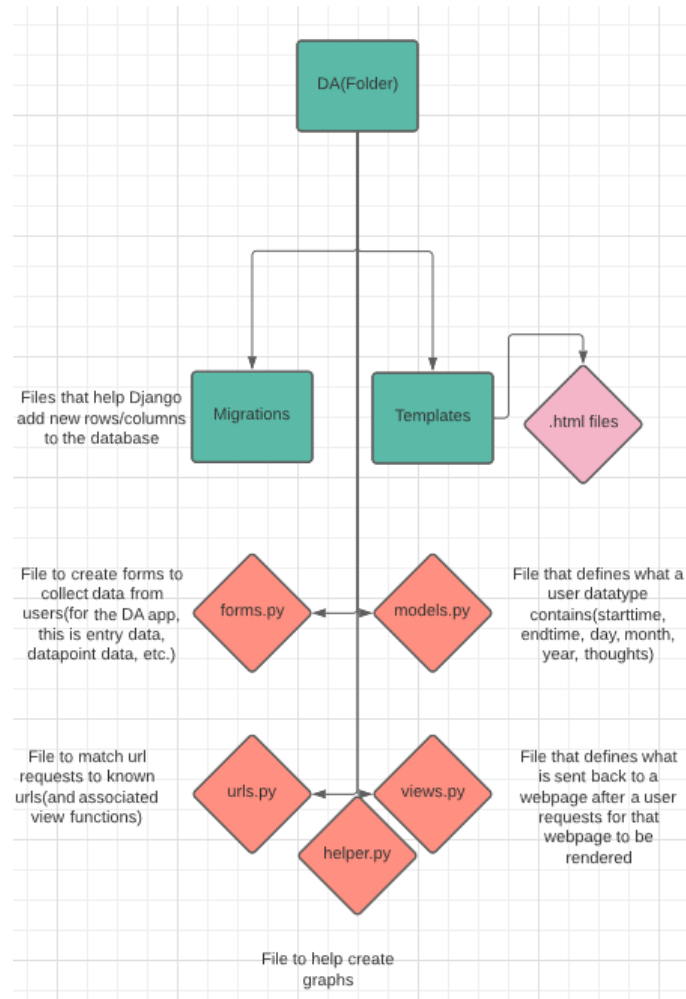 DA(Folder)
Files that help Django
add new rows/columns
to the database
Migrations
Templates
.html files
File to create forms to
collect data from
users(for the DA app,
this is entry data,
datapoint data, etc.)
forms.py
models.py
File that defines what a
user datatype
contains(starttime,
endtime, day, month,
year, thoughts)
File to match url
requests to known
urls(and associated
view functions)
urls.py
views.py
File that defines what
is sent back to a
webpage after a user
requests for that
webpage to be
rendered
helper.py
File to help create
graphs